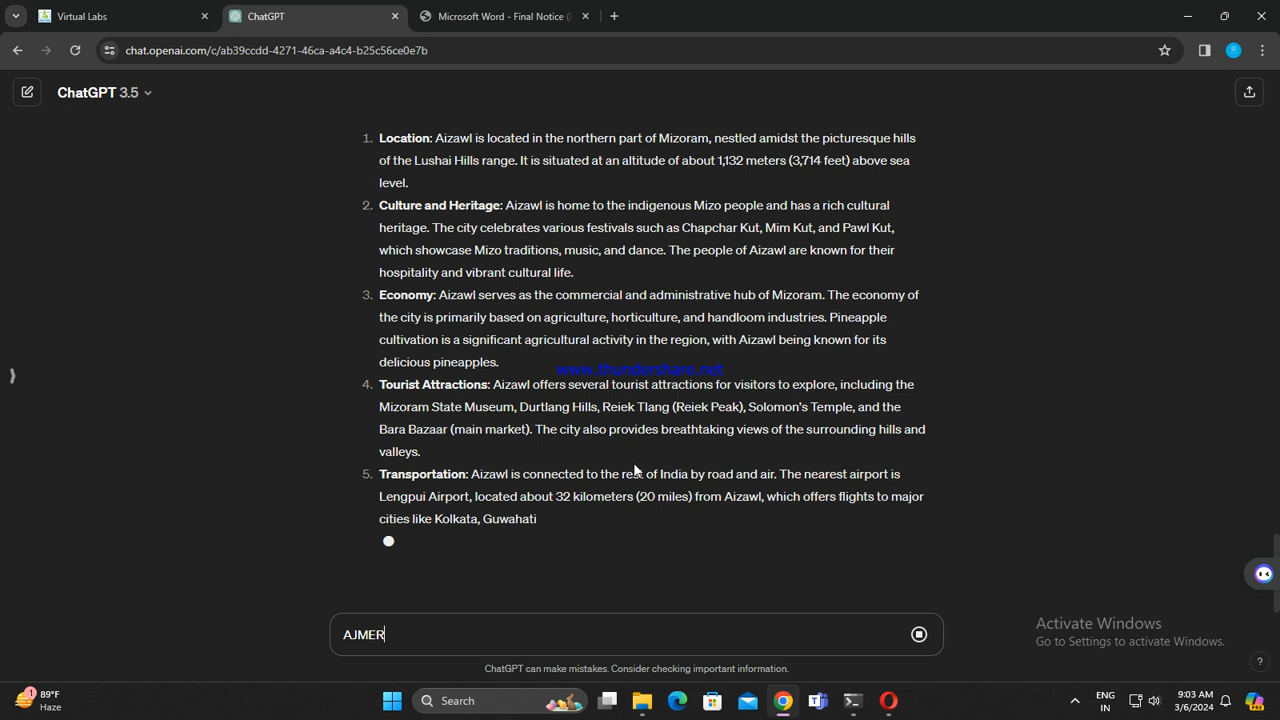 Virtual Labs
ChatGPT
Microsoft Word - Final Notice (
chat.openai.com/c/ab39ccdd-4271-46ca-a4c4-b25c56ce0e7b
ChatGPT 3.5
1. Location: Aizawl is located in the northern part of Mizoram, nestled amidst the picturesque hills
of the Lushai Hills range. It is situated at an altitude of about 1,132 meters (3,714 feet) above sea
level.
2. Culture and Heritage: Aizawl is home to the indigenous Mizo people and has a rich cultural
heritage. The city celebrates various festivals such as Chapchar Kut, Mim Kut, and Pawl Kut,
which showcase Mizo traditions, music, and dance. The people of Aizawl are known for their
hospitality and vibrant cultural life.
3. Economy: Aizawl serves as the commercial and administrative hub of Mizoram. The economy of
the city is primarily based on agriculture, horticulture, and handloom industries. Pineapple
cultivation is a significant agricultural activity in the region, with Aizawl being known for its
delicious pineapples.
www.thundershare.net
4. Tourist Attractions: Aizawl offers several tourist attractions for visitors to explore, including the
Mizoram State Museum, Durtlang Hills, Reiek Tlang (Reiek Peak), Solomon's Temple, and the
Bara Bazaar (main market). The city also provides breathtaking views of the surrounding hills and
valleys.
5. Transportation: Aizawl is connected to the rest of India by road and air. The nearest airport is
Lengpui Airport, located about 32 kilometers (20 miles) from Aizawl, which offers flights to major
cities like Kolkata, Guwahati
AJMER
Activate Windows
Go to Settings to activate Windows.
ChatGPT can make mistakes. Consider checking important information.
?
1
89°F
Haze
Search
ENG
IN
9:03 AM
3/6/2024
PRE